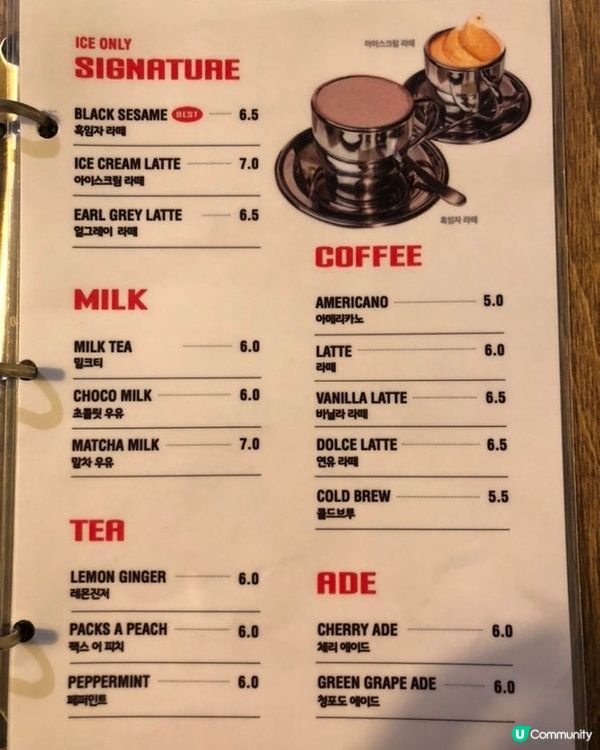 ICE ONLY
SIGNATURE
BLACK SESAME BEST 6.5
흑임자 라떼
ICE CREAM LATTE 7.0
아이스크림 라떼
EARL GREY LATTE 6.5
얼그레이 라떼
아이스크림 라떼
흑임자 라떼
MILK
MILK TEA 6.0
밀크티
CHOCO MILK 6.0
초콜릿 우유
MATCHA MILK 7.0
말차 우유
TEA
LEMON GINGER 6.0
레몬진저
PACKS A PEACH 6.0
팩스 어 피치
PEPPERMINT 6.0
페퍼민트
COFFEE
AMERICANO 5.0
아메리카노
LATTE 6.0
라떼
VANILLA LATTE 6.5
바닐라 라떼
DOLCE LATTE 6.5
연유 라떼
COLD BREW 5.5
콜드브루
ADE
CHERRY ADE 6.0
체리 에이드
GREEN GRAPE ADE 6.0
청포도 에이드
U Community